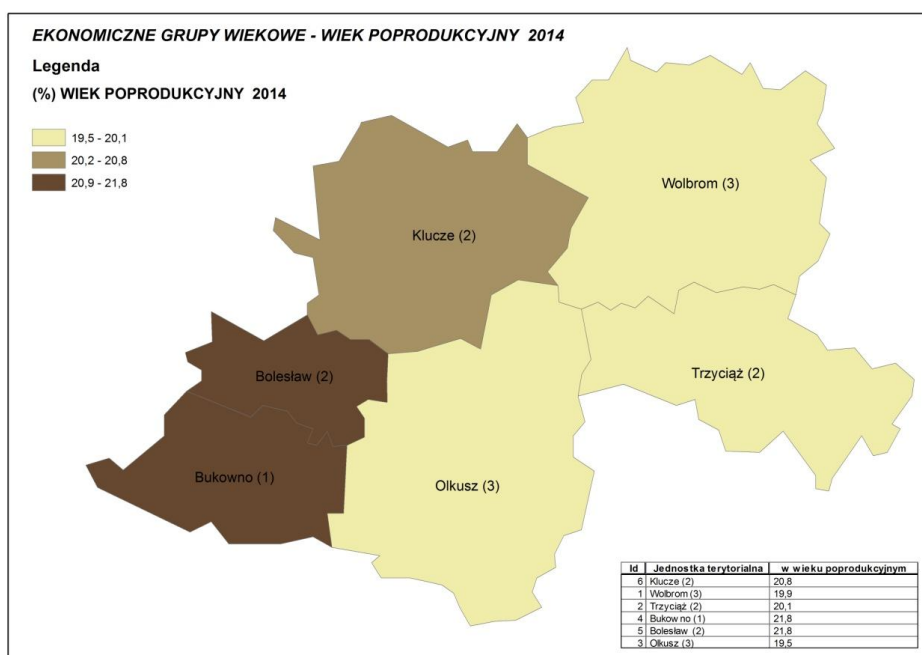 EKONOMICZNE GRUPY WIEKOWE - WIEK POPRODUKCYJNY 2014
Legenda
(%) WIEK POPRODUKCYJNY 2014
19,5 - 20,1
20,2 - 20,8
20,9 - 21,8
Wolbrom (3)
Klucze (2)
Trzyciąż (2)
Bolesław (2)
Bukowno (1)
Olkusz (3)
Id Jednostka terytorialna w wieku poprodukcyjnym
6 Klucze (2) 20,8
1 Wolbrom (3) 19,9
2 Trzyciąż (2) 20,1
4 Bukowno (1) 21,8
5 Bolesław (2) 21,8
3 Olkusz (3) 19,5